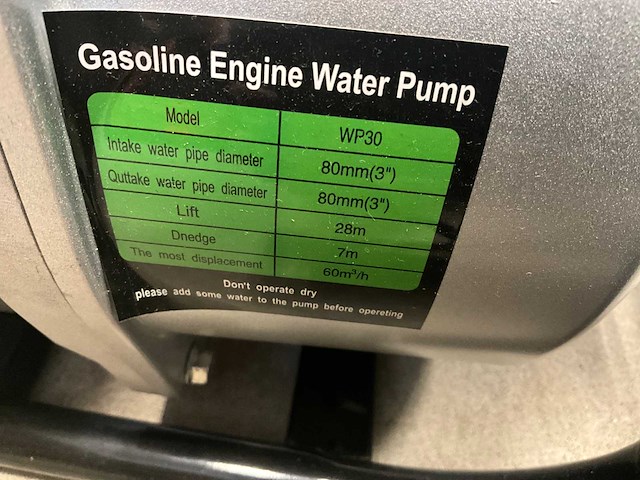 Gasoline Engine Water Pump
Model WP30
Intake water pipe diameter 80mm(3")
Quttake water pipe diameter 80mm(3")
Lift 28m
Dnedge 7m
The most displacement 60m³/h
Don't operate dry
please add some water to the pump before opereting